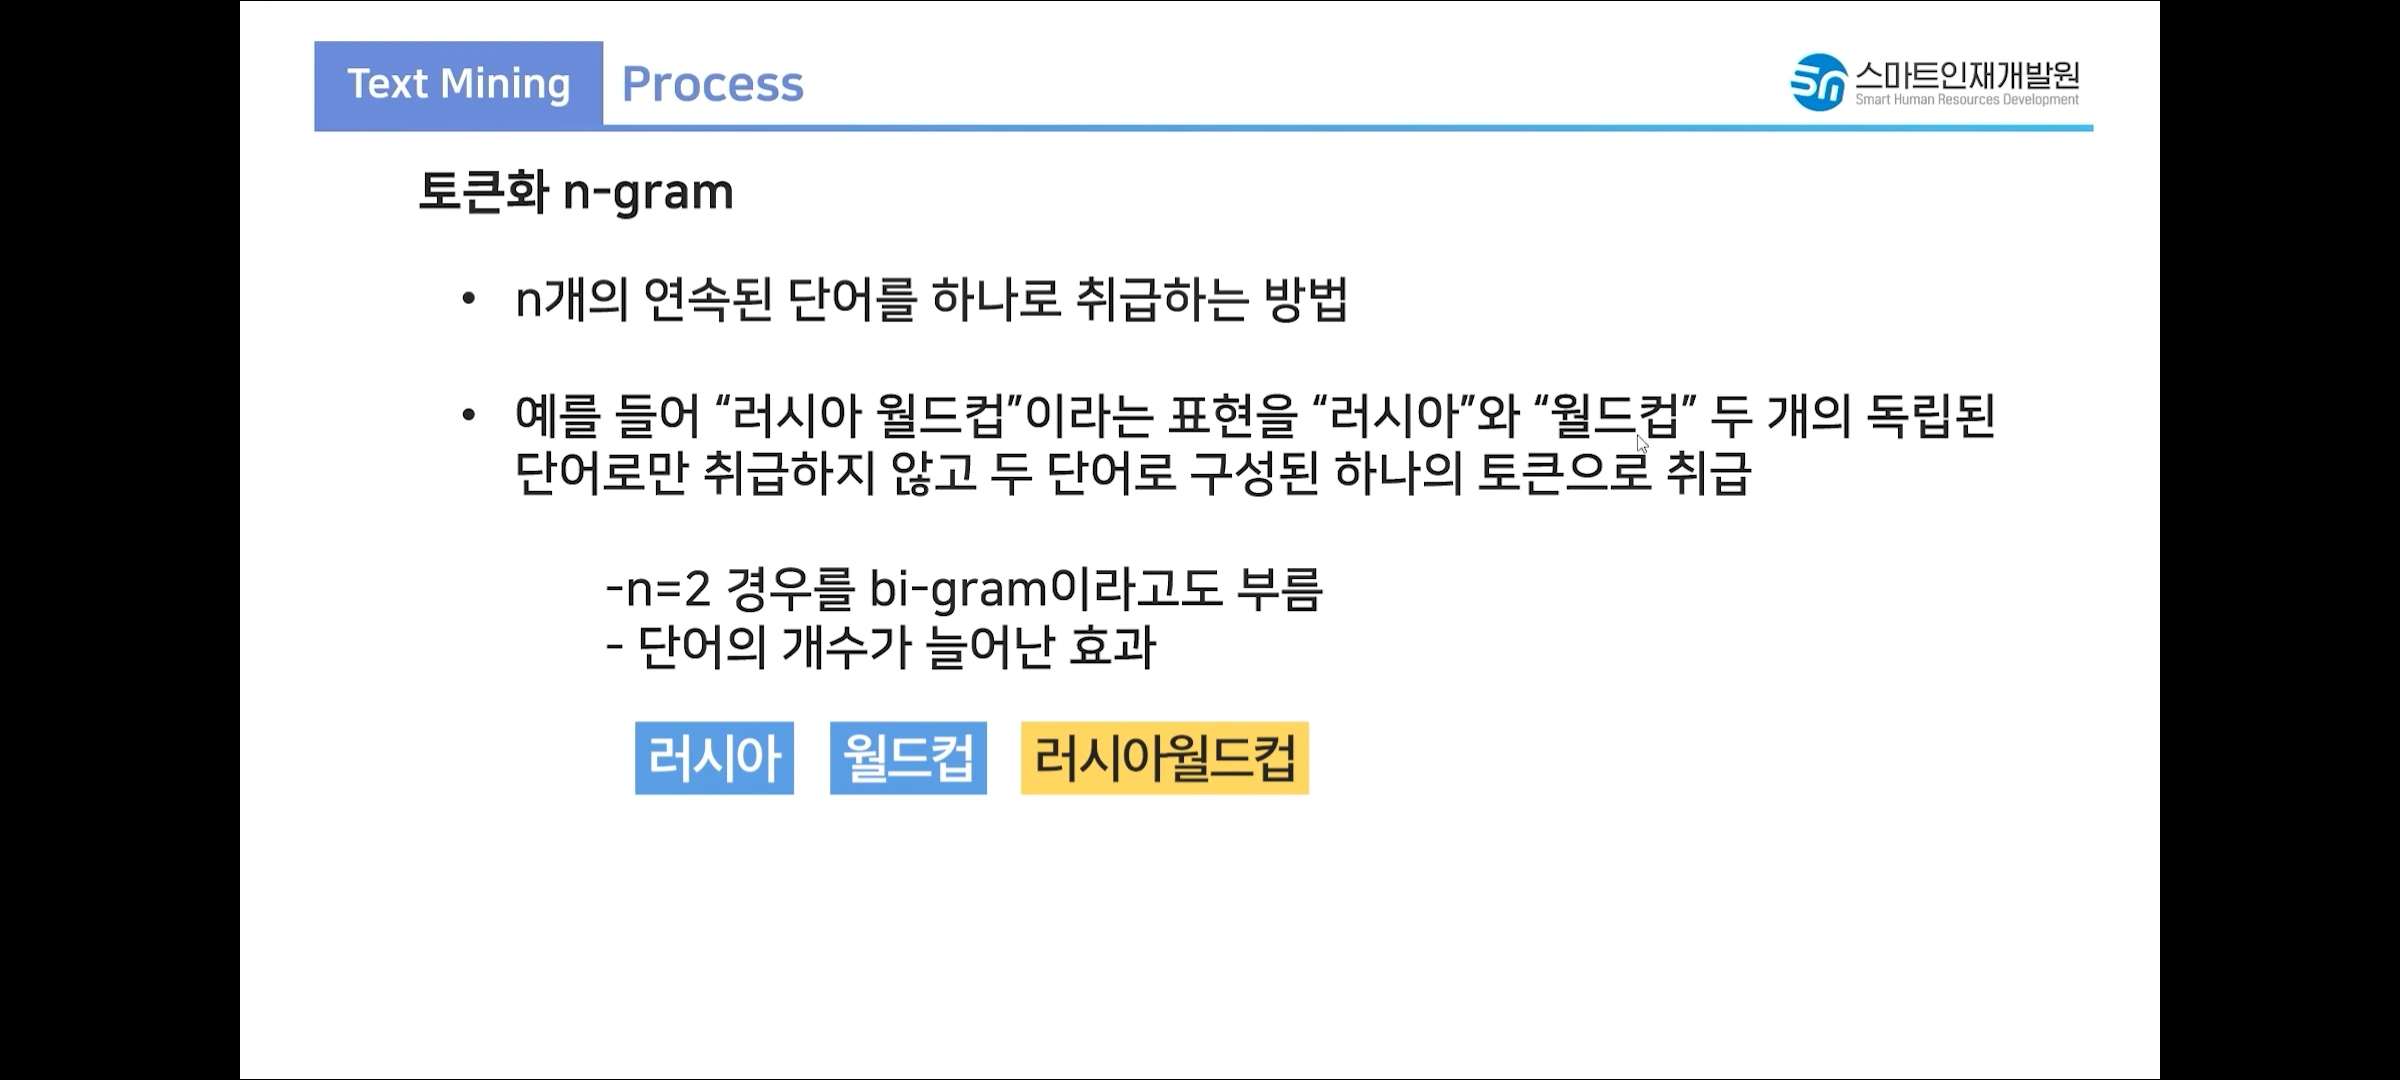 Text Mining Process
스마트인재개발원
Smart Human Resources Development
토큰화 n-gram
• n개의 연속된 단어를 하나로 취급하는 방법
• 예를 들어 “러시아 월드컵”이라는 표현을 “러시아”와 “월드컵” 두 개의 독립된
단어로만 취급하지 않고 두 단어로 구성된 하나의 토큰으로 취급
-n=2 경우를 bi-gram이라고도 부름
- 단어의 개수가 늘어난 효과
러시아 월드컵 러시아월드컵